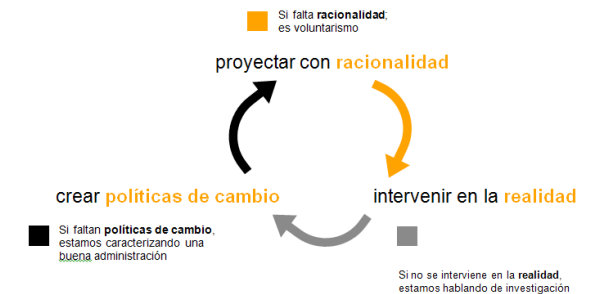 Si falta racionalidad;
es voluntarismo
proyectar con racionalidad
crear políticas de cambio
intervenir en la realidad
Si faltan políticas de cambio,
estamos caracterizando una
buena administración
Si no se interviene en la realidad,
estamos hablando de investigación